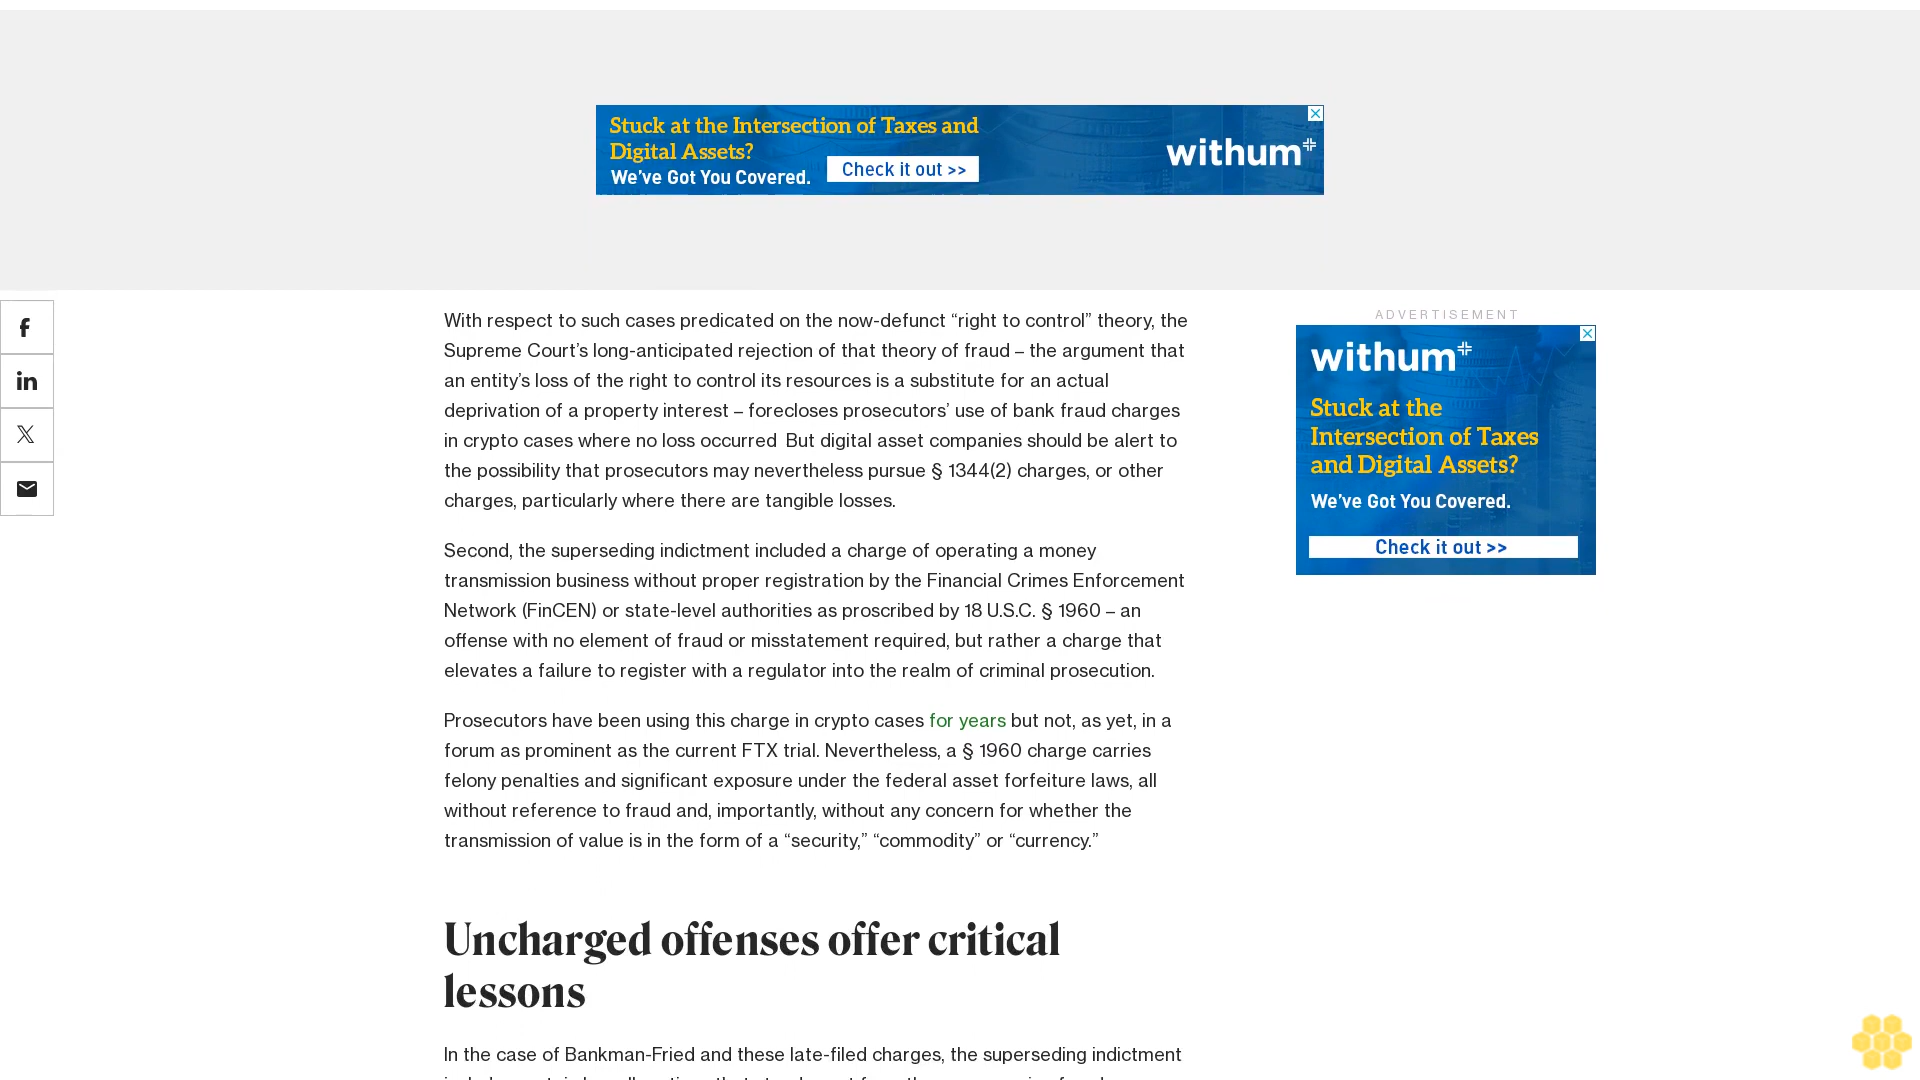 Stuck at the Intersection of Taxes and
Digital Assets?
We've Got You Covered.
Check it out >>
withum
With respect to such cases predicated on the now-defunct “right to control” theory, the
Supreme Court’s long-anticipated rejection of that theory of fraud – the argument that
an entity’s loss of the right to control its resources is a substitute for an actual
deprivation of a property interest – forecloses prosecutors’ use of bank fraud charges
in crypto cases where no loss occurred  But digital asset companies should be alert to
the possibility that prosecutors may nevertheless pursue § 1344(2) charges, or other
charges, particularly where there are tangible losses.
Second, the superseding indictment included a charge of operating a money
transmission business without proper registration by the Financial Crimes Enforcement
Network (FinCEN) or state-level authorities as proscribed by 18 U.S.C. § 1960 – an
offense with no element of fraud or misstatement required, but rather a charge that
elevates a failure to register with a regulator into the realm of criminal prosecution.
Prosecutors have been using this charge in crypto cases for years but not, as yet, in a
forum as prominent as the current FTX trial. Nevertheless, a § 1960 charge carries
felony penalties and significant exposure under the federal asset forfeiture laws, all
without reference to fraud and, importantly, without any concern for whether the
transmission of value is in the form of a “security,” “commodity” or “currency.”
Uncharged offenses offer critical
lessons
In the case of Bankman-Fried and these late-filed charges, the superseding indictment
ADVERTISEMENT
withum
Stuck at the
Intersection of Taxes
and Digital Assets?
We've Got You Covered.
Check it out >>